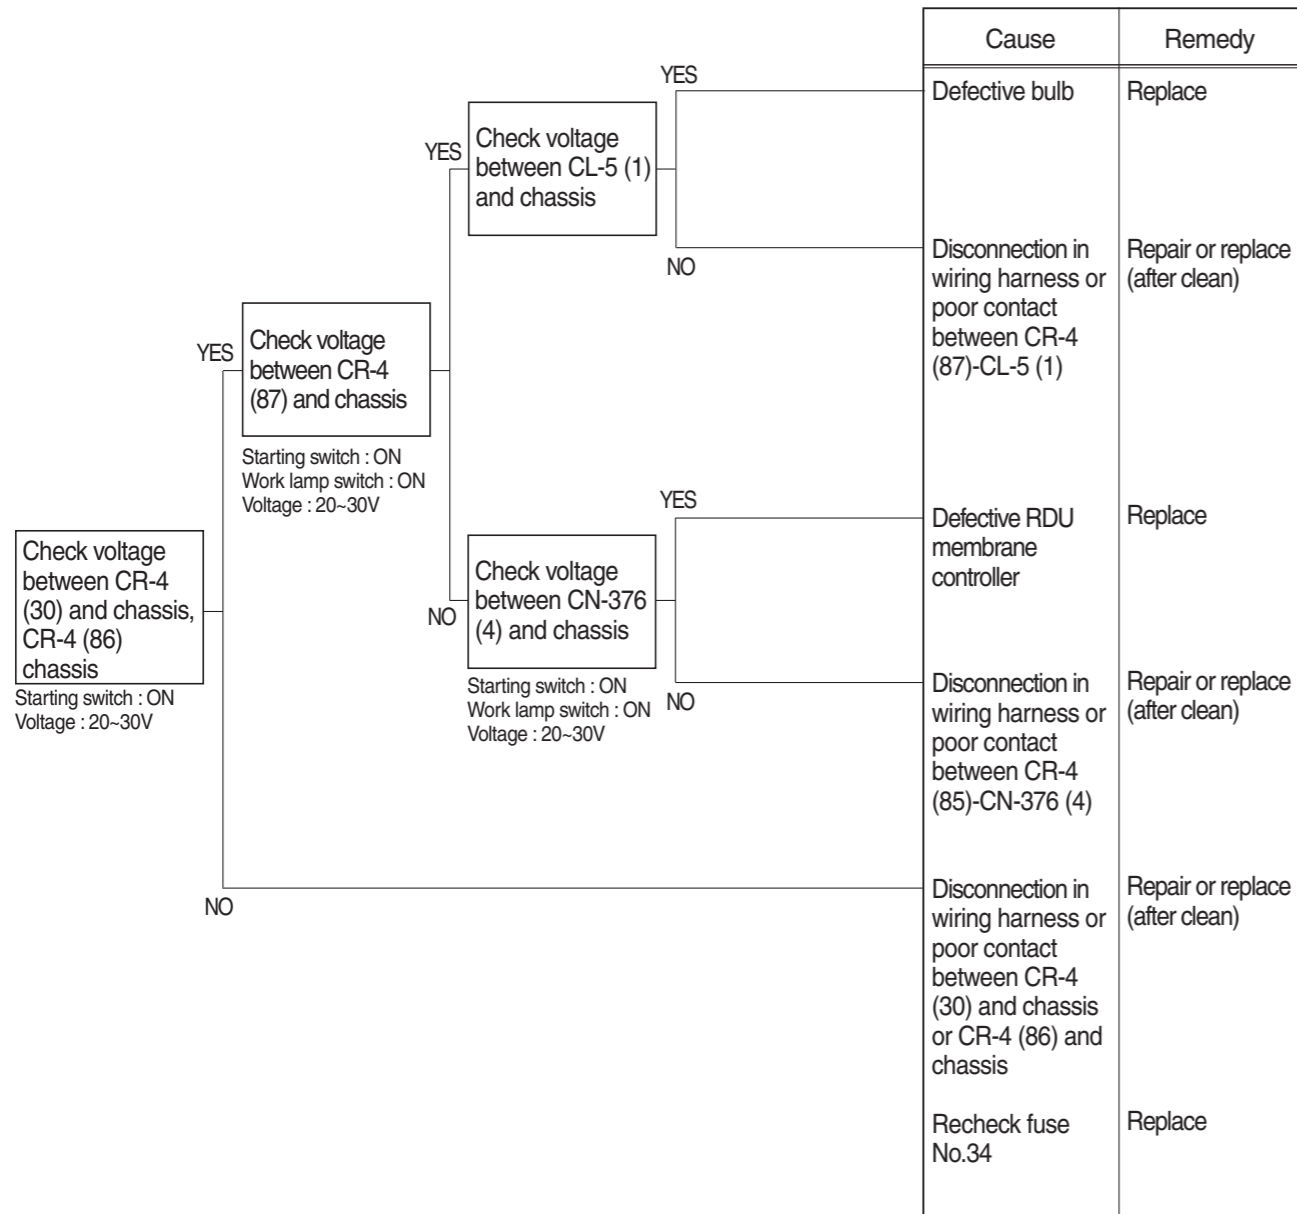 Cause
Remedy
YES
Defective bulb
Replace
Check voltage
between CL-5 (1)
and chassis
YES
NO
Disconnection in
wiring harness or
poor contact
between CR-4
(87)-CL-5 (1)
Repair or replace
(after clean)
Check voltage
between CR-4
(87) and chassis
YES
Starting switch : ON
Work lamp switch : ON
Voltage : 20~30V
YES
Defective RDU
membrane
controller
Replace
Check voltage
between CR-4
(30) and chassis,
CR-4 (86)
chassis
Starting switch : ON
Voltage : 20~30V
Check voltage
between CN-376
(4) and chassis
NO
Starting switch : ON
Work lamp switch : ON
Voltage : 20~30V
NO
Disconnection in
wiring harness or
poor contact
between CR-4
(85)-CN-376 (4)
Repair or replace
(after clean)
NO
Disconnection in
wiring harness or
poor contact
between CR-4
(30) and chassis
or CR-4 (86) and
chassis
Repair or replace
(after clean)
Recheck fuse
No.34
Replace